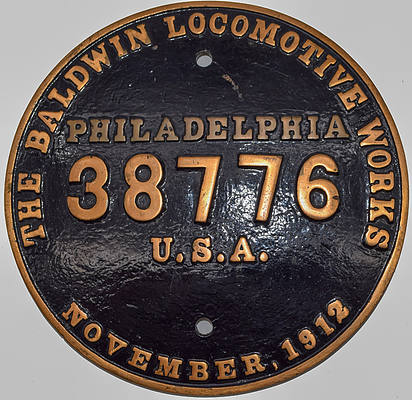 THE BALDWIN LOCOMOTIVE WORKS
PHILADELPHIA
38776
U.S.A.
NOVEMBER, 1912